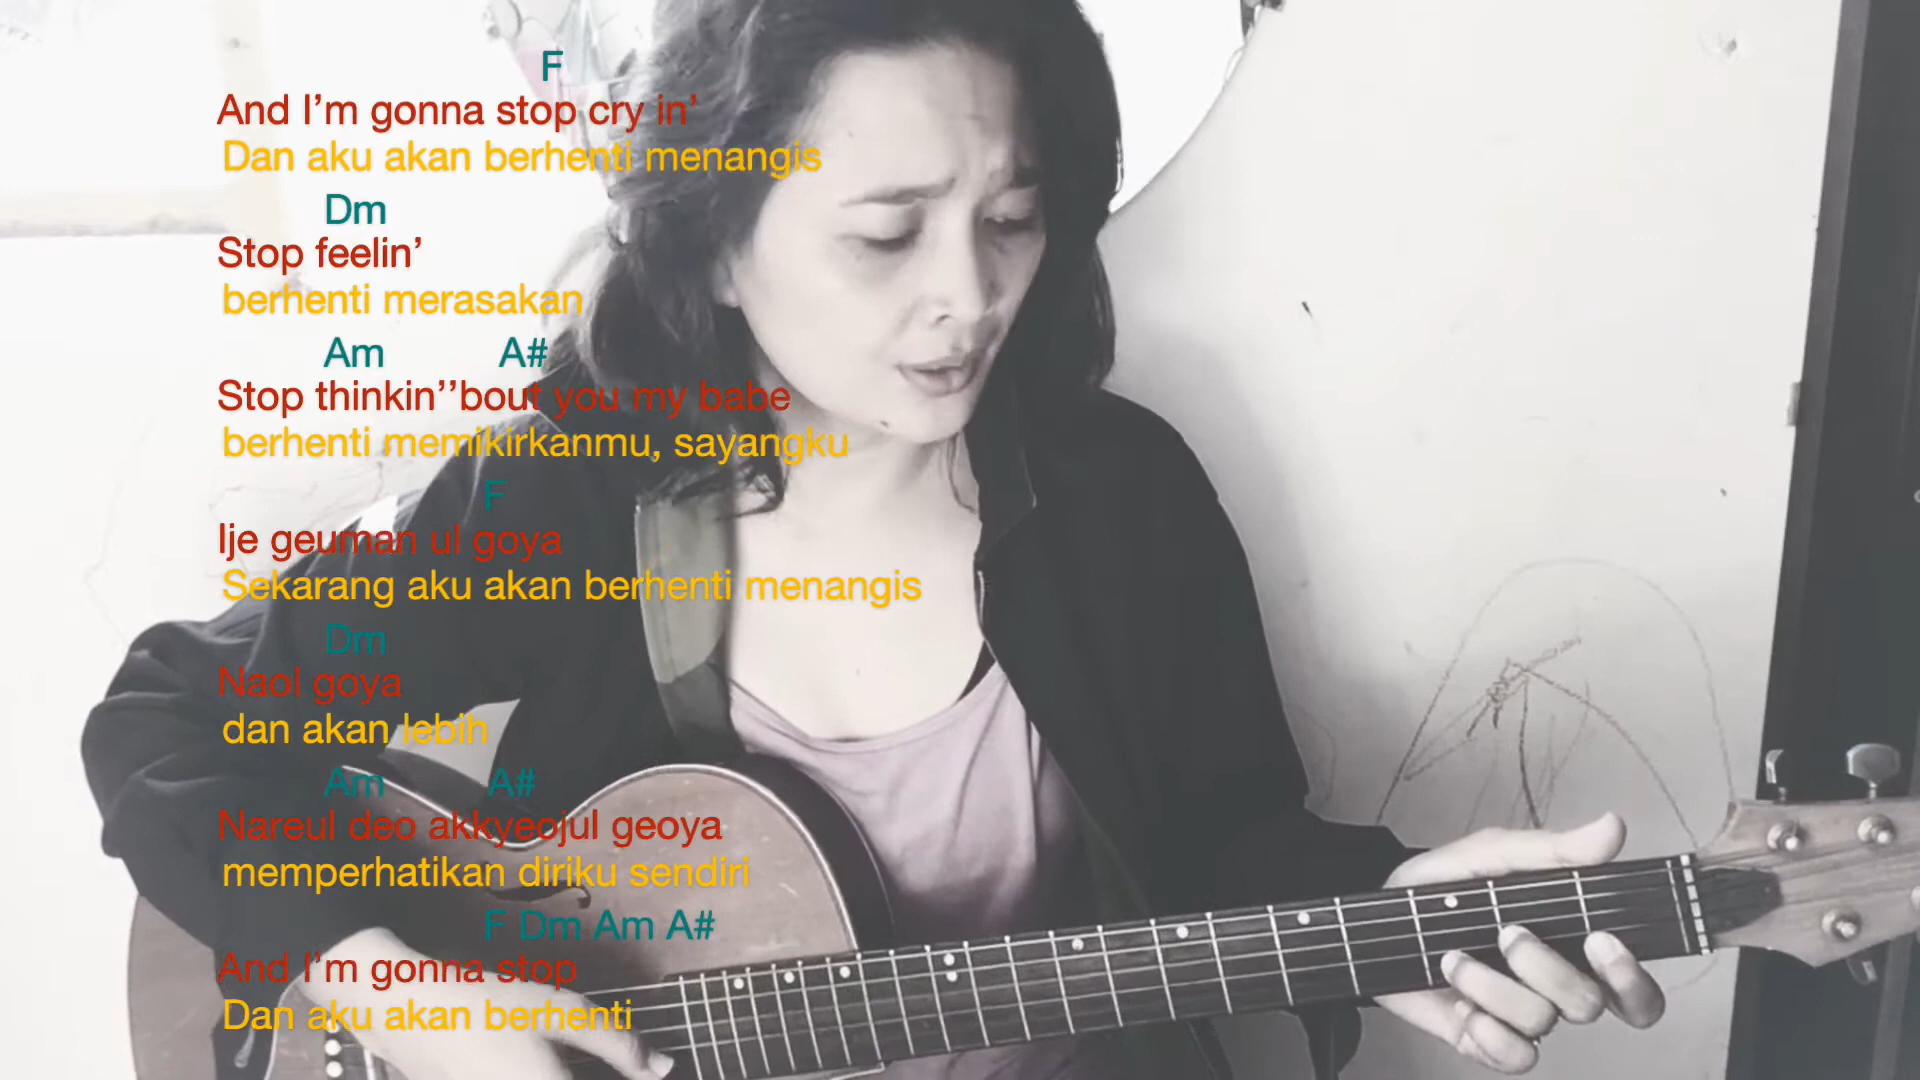 F
And I’m gonna stop cry in’
Dan aku akan berhenti menangis
Dm
Stop feelin’
berhenti merasakan
Am A#
Stop thinkin’’bout you my babe
berhenti memikirkanmu, sayangku
F
Ije geuman ul goya
Sekarang aku akan berhenti menangis
Dm
Naol goya
dan akan lebih
Am A#
Nareul deo akkyeojul geoya
memperhatikan diriku sendiri
F Dm Am A#
And I’m gonna stop
Dan aku akan berhenti